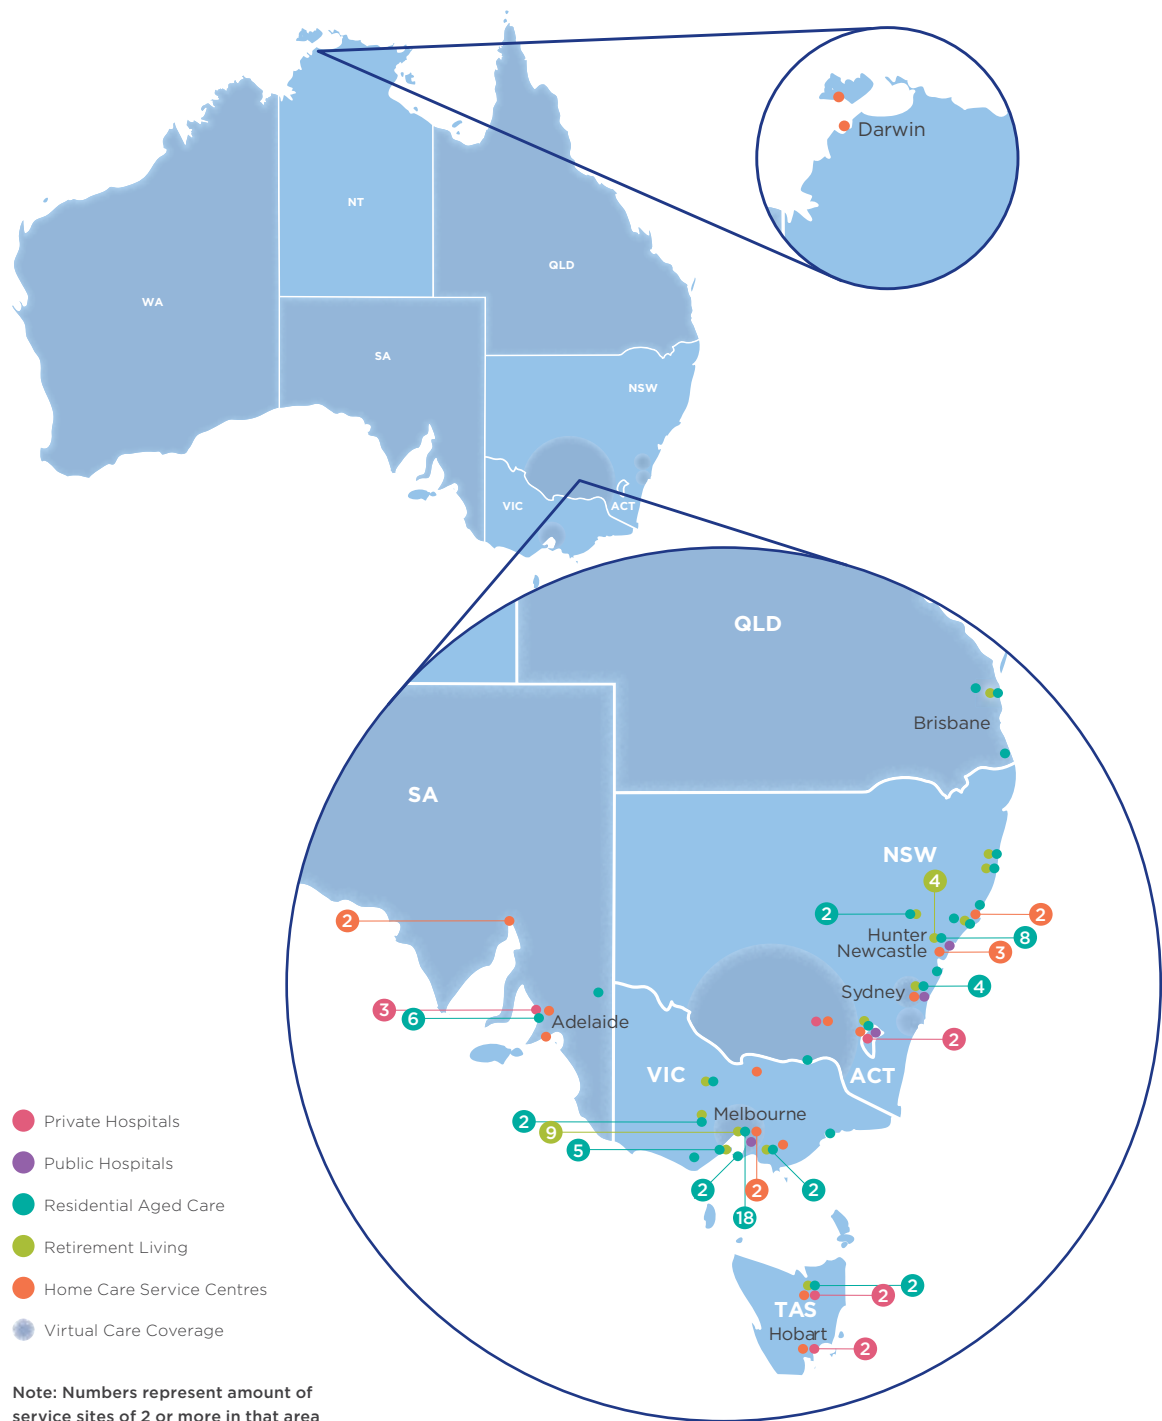 Darwin
NT
QLD
WA
SA
NSW
VIC
ACT
QLD
Brisbane
SA
NSW
4
2
2
2
Hunter
8
Newcastle
3
Sydney
4
3
6
Adelaide
2
VIC
ACT
Melbourne
2
9
5
2
2
2
18
2
TAS
2
Hobart
2
Private Hospitals
Public Hospitals
Residential Aged Care
Retirement Living
Home Care Service Centres
Virtual Care Coverage
Note: Numbers represent amount of
service sites of 2 or more in that area